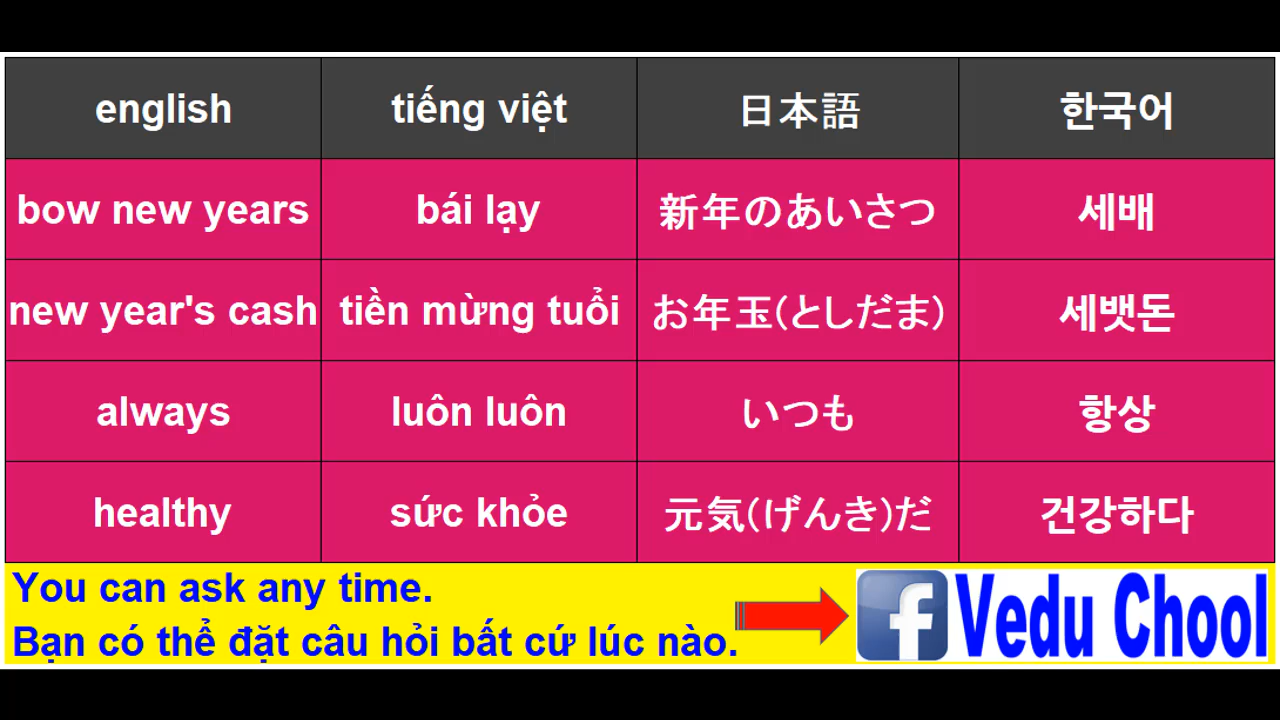 english tiếng việt 日本語 한국어
bow new years bái lạy 新年のあいさつ 세배
new year's cash tiền mừng tuổi お年玉(としだま) 세뱃돈
always luôn luôn いつも 항상
healthy sức khỏe 元気(げんき)だ 건강하다
You can ask any time.
Bạn có thể đặt câu hỏi bất cứ lúc nào.
f Vedu Chool